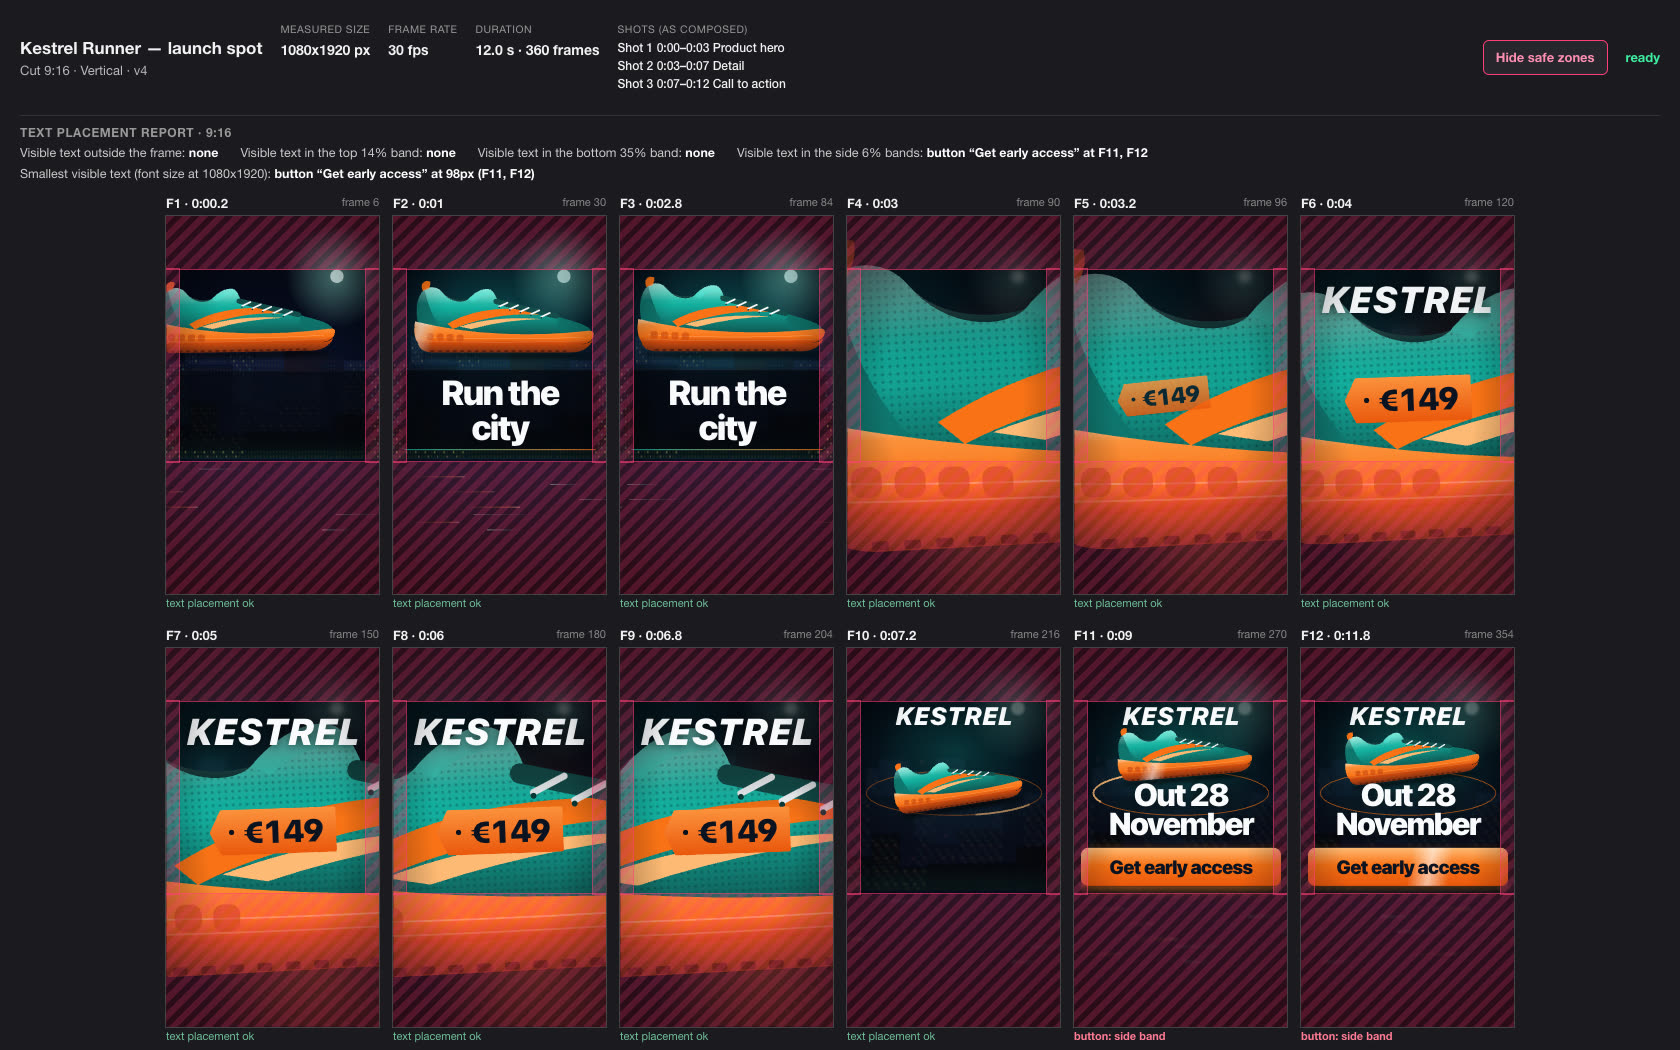 Kestrel Runner — launch spot
Cut 9:16 · Vertical · v4
MEASURED SIZE
1080x1920 px
FRAME RATE
30 fps
DURATION
12.0 s · 360 frames
SHOTS (AS COMPOSED)
Shot 1 0:00–0:03 Product hero
Shot 2 0:03–0:07 Detail
Shot 3 0:07–0:12 Call to action
Hide safe zones
ready
TEXT PLACEMENT REPORT · 9:16
Visible text outside the frame: none Visible text in the top 14% band: none Visible text in the bottom 35% band: none Visible text in the side 6% bands: button “Get early access” at F11, F12
Smallest visible text (font size at 1080x1920): button “Get early access” at 98px (F11, F12)
F1 · 0:00.2 frame 6
text placement ok
F2 · 0:01 frame 30
Run the
city
text placement ok
F3 · 0:02.8 frame 84
Run the
city
text placement ok
F4 · 0:03 frame 90
text placement ok
F5 · 0:03.2 frame 96
· €149
text placement ok
F6 · 0:04 frame 120
KESTREL
· €149
text placement ok
F7 · 0:05 frame 150
KESTREL
· €149
text placement ok
F8 · 0:06 frame 180
KESTREL
· €149
text placement ok
F9 · 0:06.8 frame 204
KESTREL
· €149
text placement ok
F10 · 0:07.2 frame 216
KESTREL
text placement ok
F11 · 0:09 frame 270
KESTREL
Out 28
November
Get early access
button: side band
F12 · 0:11.8 frame 354
KESTREL
Out 28
November
Get early access
button: side band